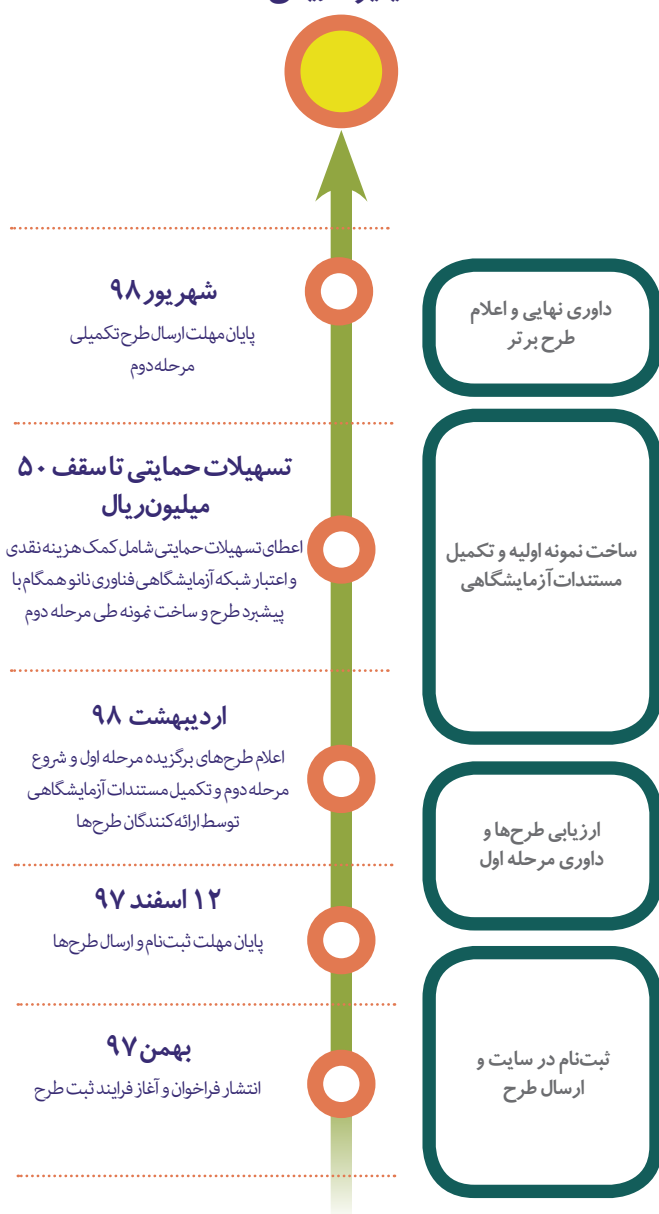 شهریور ۹۸
پایان مهلت ارسال طرح تکمیلی
مرحله دوم
داوری نهایی و اعلام
طرح برتر
تسهیلات حمایتی تا سقف ۵۰
میلیون ریال
اعطای تسهیلات حمایتی شامل کمک هزینه نقدی
و اعتبار شبکه آزمایشگاهی فناوری نانو همگام با
پیشبرد طرح و ساخت نمونه طی مرحله دوم
ساخت نمونه اولیه و تکمیل
مستندات آزمایشگاهی
اردیبهشت ۹۸
اعلام طرح‌های برگزیده مرحله اول و شروع
مرحله دوم و تکمیل مستندات آزمایشگاهی
توسط ارائه‌کنندگان طرح‌ها
ارزیابی طرح‌ها و
داوری مرحله اول
۱۲ اسفند ۹۷
پایان مهلت ثبت‌نام و ارسال طرح‌ها
بهمن ۹۷
انتشار فراخوان و آغاز فرایند ثبت طرح
ثبت‌نام در سایت و
ارسال طرح